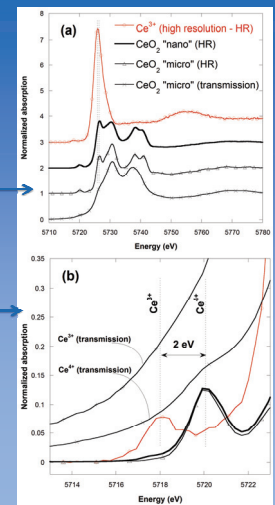 (a)
Ce³⁺ (high resolution - HR)
CeO₂ "nano" (HR)
CeO₂ "micro" (HR)
CeO₂ "micro" (transmission)
Normalized absorption
8
7
6
5
4
3
2
1
0
5710 5720 5730 5740 5750 5760 5770 5780
Energy (eV)
(b)
Ce³⁺
Ce⁴⁺
2 eV
Ce³⁺ (transmission)
Ce⁴⁺ (transmission)
Normalized absorption
0.35
0.3
0.25
0.2
0.15
0.1
0.05
0
5714 5716 5718 5720 5722
Energy (eV)